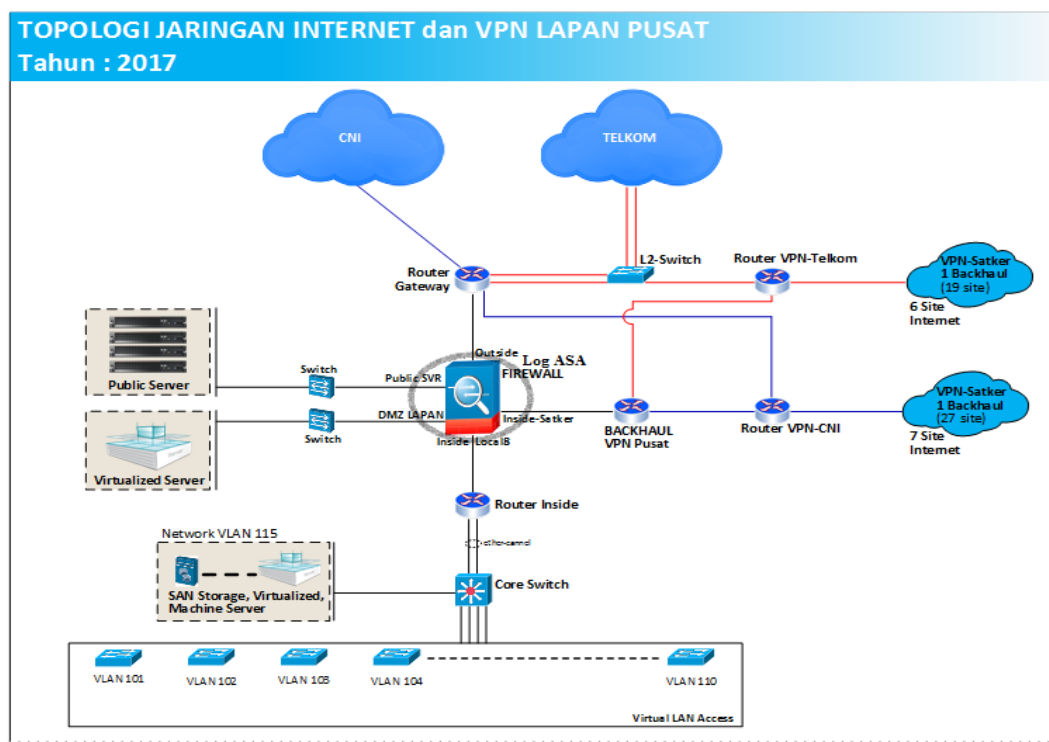 TOPOLOGI JARINGAN INTERNET dan VPN LAPAN PUSAT
Tahun : 2017
CNI
TELKOM
L2-Switch
Router VPN-Telkom
Router
Gateway
VPN-Satker
1 Backhaul
(19 site)
6 Site
Internet
Outside
Log ASA
FIREWALL
Public Server
Switch
Public SVR
DMZ LAPAN
Switch
Inside-Satker
Inside-Local8
Virtualized Server
BACKHAUL
VPN Pusat
Router VPN-CNI
VPN-Satker
1 Backhaul
(27 site)
7 Site
Internet
Router Inside
Network VLAN 115
SAN Storage, Virtualized,
Machine Server
Core Switch
VLAN 101
VLAN 102
VLAN 103
VLAN 104
VLAN 110
Virtual LAN Access